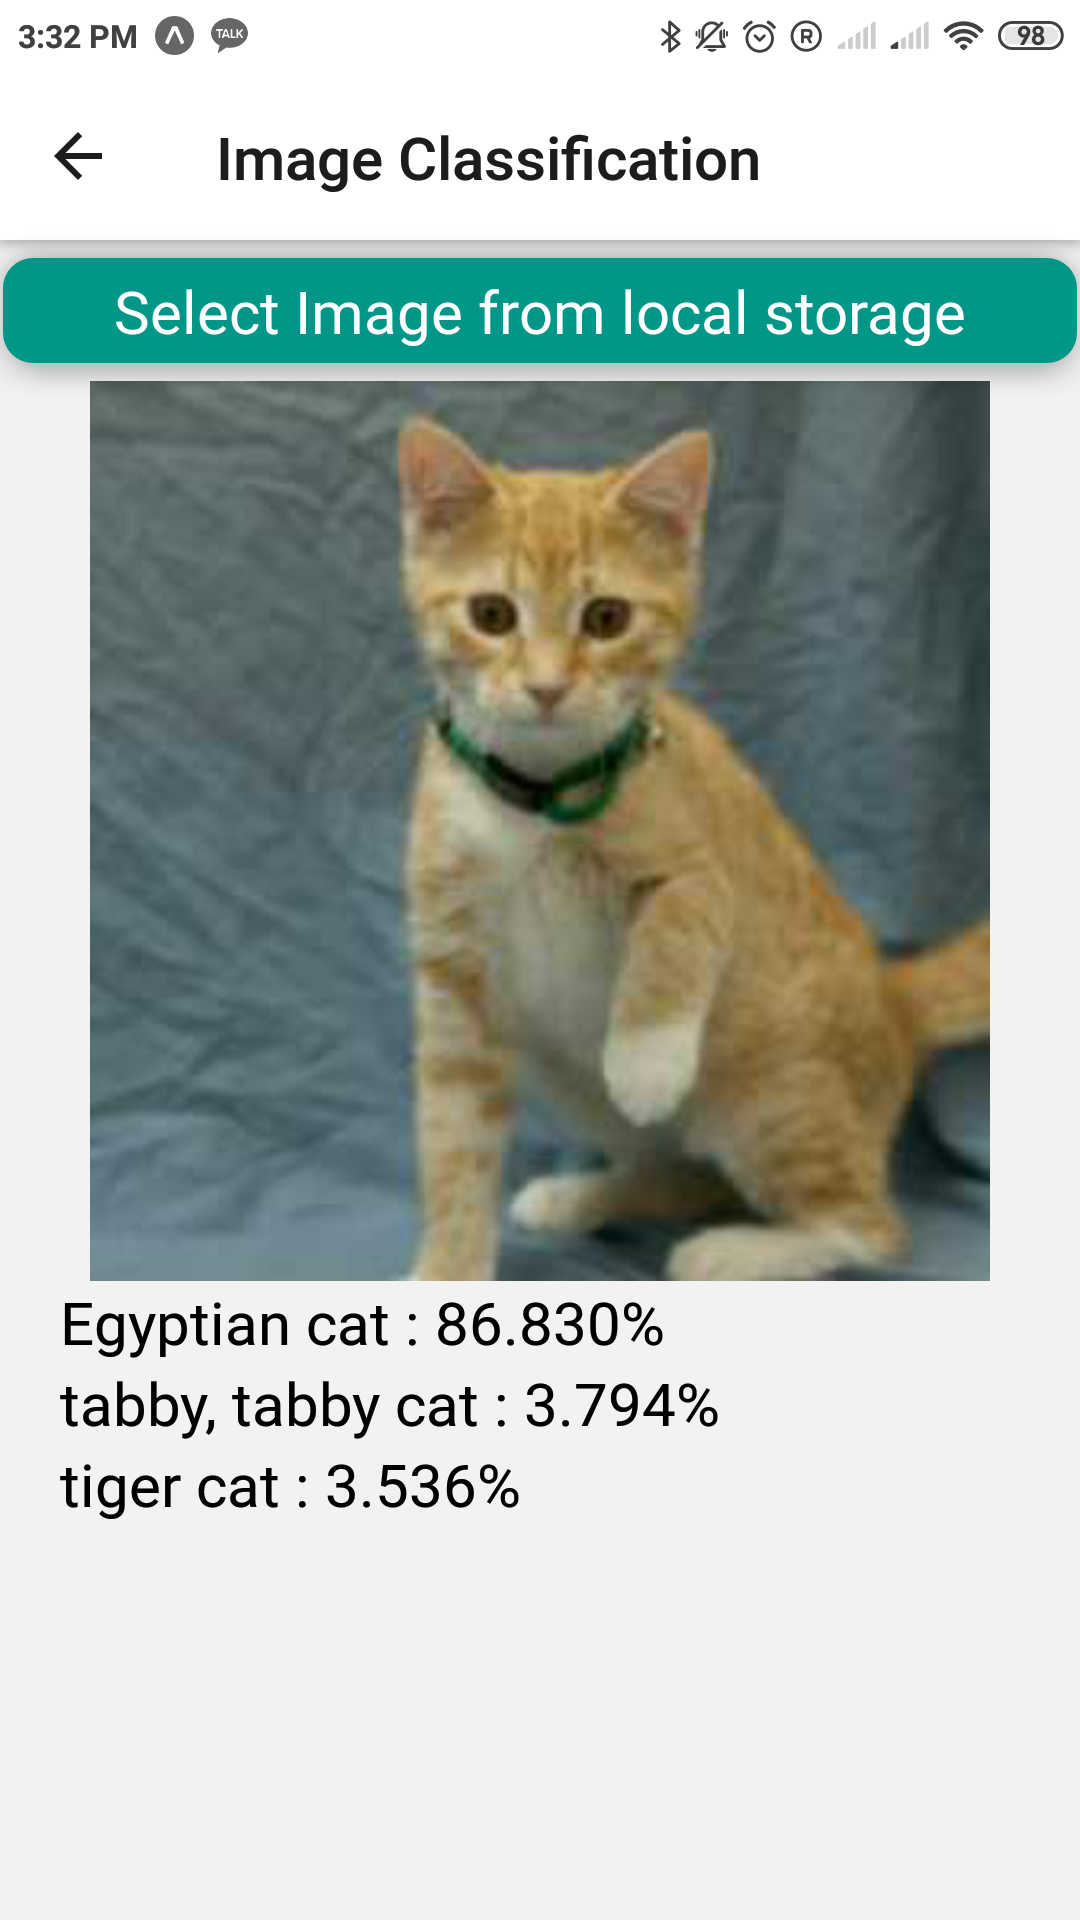 3:32 PM TALK R 98
Image Classification
Select Image from local storage
Egyptian cat : 86.830%
tabby, tabby cat : 3.794%
tiger cat : 3.536%